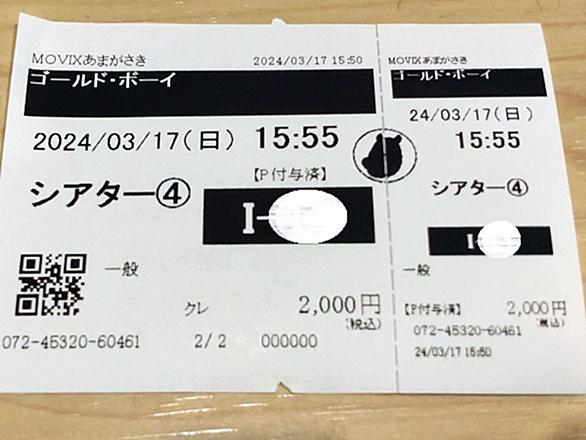 MOVIXあまがさき 2024/03/17 15:50
ゴールド・ボーイ
2024/03/17(日) 15:55
【P付与済】
シアター④
I-
一般
クレ 2,000円
(税込)
072-45320-60461 2/2 000000
MOVIXあまがさき
ゴールド・ボーイ
24/03/17(日)
15:55
シアター④
I-
一般
【P付与済】 2,000円
(税込)
072-45320-60461
24/03/17 15:50